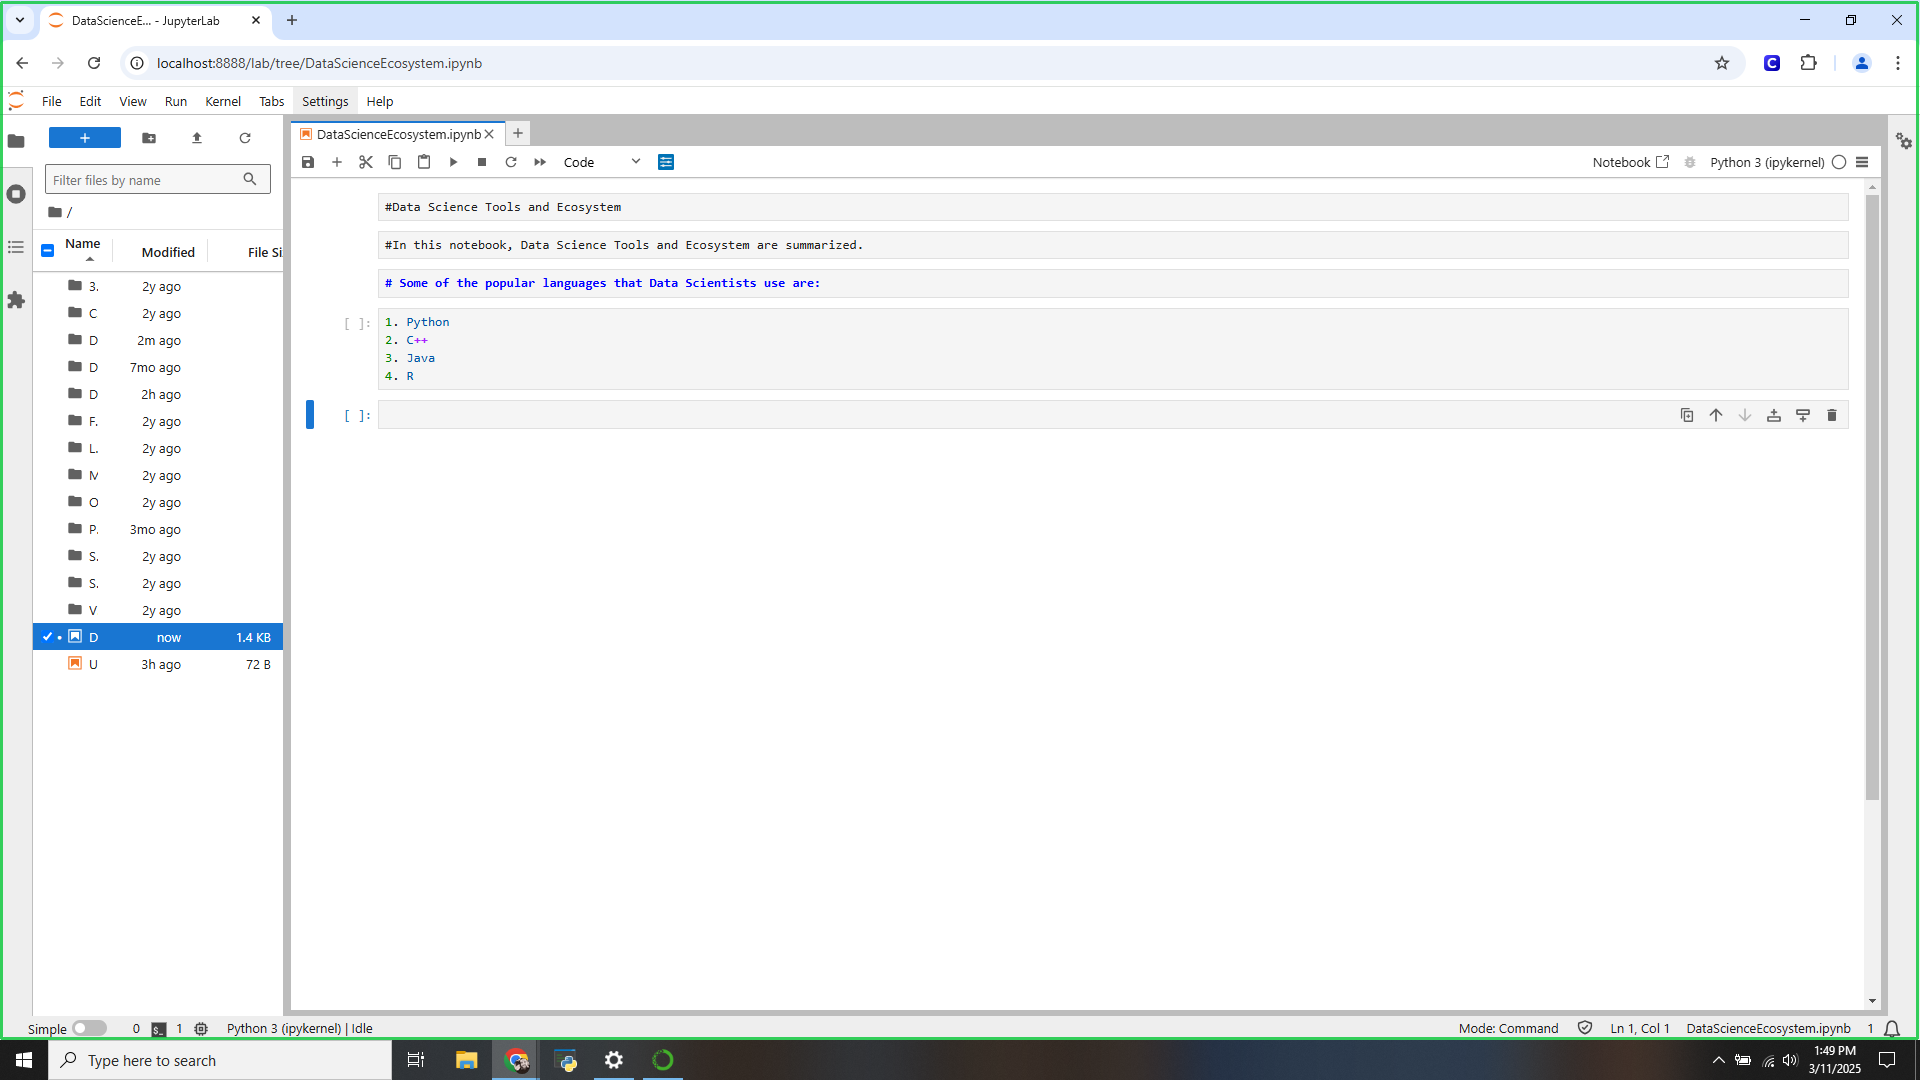 DataScienceE... - JupyterLab
localhost:8888/lab/tree/DataScienceEcosystem.ipynb
File Edit View Run Kernel Tabs Settings Help
DataScienceEcosystem.ipynb
Code
Notebook
Python 3 (ipykernel)
Filter files by name
/
Name Modified File Si
3. 2y ago
C 2y ago
D 2m ago
D 7mo ago
D 2h ago
F. 2y ago
L. 2y ago
M 2y ago
O 2y ago
P. 3mo ago
S. 2y ago
S. 2y ago
V 2y ago
D now 1.4 KB
U 3h ago 72 B
#Data Science Tools and Ecosystem
#In this notebook, Data Science Tools and Ecosystem are summarized.
# Some of the popular languages that Data Scientists use are:
[ ]:
1. Python
2. C++
3. Java
4. R
[ ]:
Simple 0 1 Python 3 (ipykernel) | Idle
Mode: Command Ln 1, Col 1 DataScienceEcosystem.ipynb 1
Type here to search
1:49 PM
3/11/2025